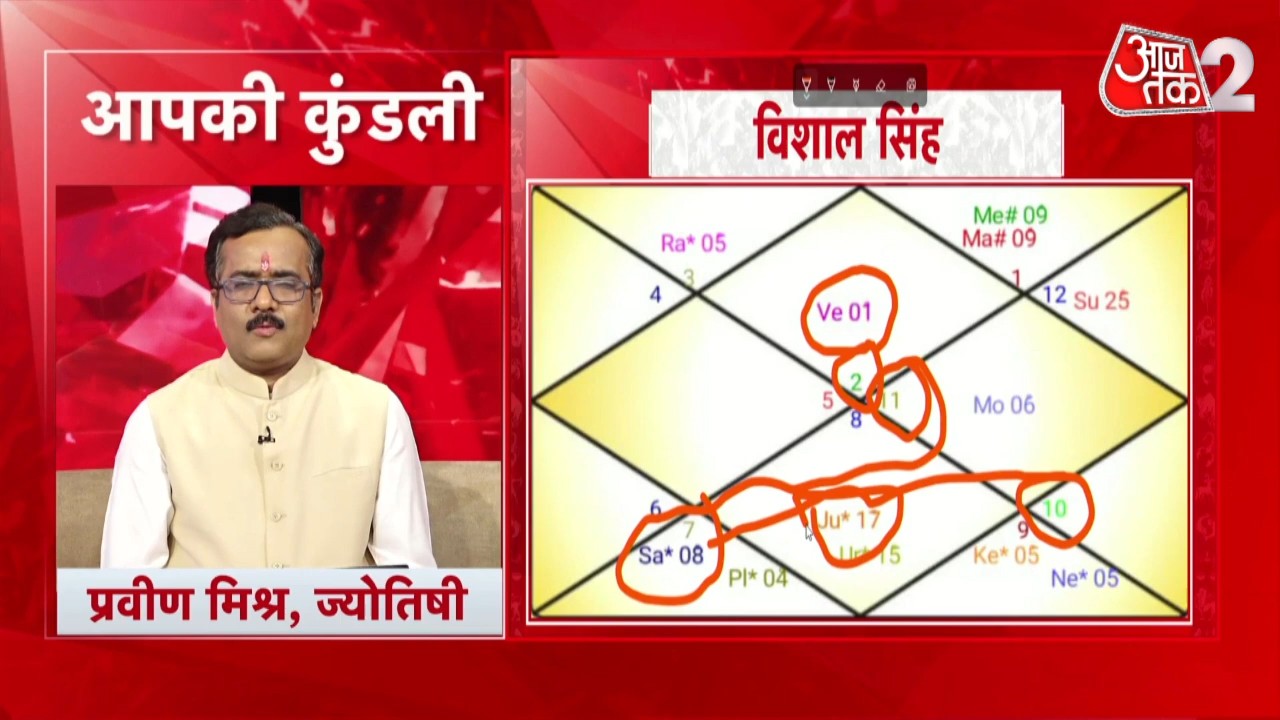 आपकी कुंडली
आज
तक 2
विशाल सिंह
Me# 09
Ma# 09
Ra* 05
3
4
1
12
Su 25
Ve 01
2
5
11
8
Mo 06
6
7
Sa* 08
Pl* 04
Ju* 17
Ur* 15
10
9
Ke* 05
Ne* 05
प्रवीण मिश्र, ज्योतिषी